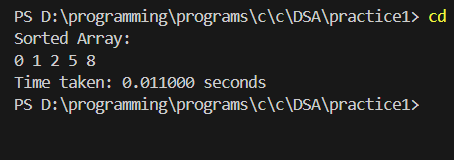 PS D:\programming\programs\c\c\DSA\practice1> cd
Sorted Array:
0 1 2 5 8
Time taken: 0.011000 seconds
PS D:\programming\programs\c\c\DSA\practice1>